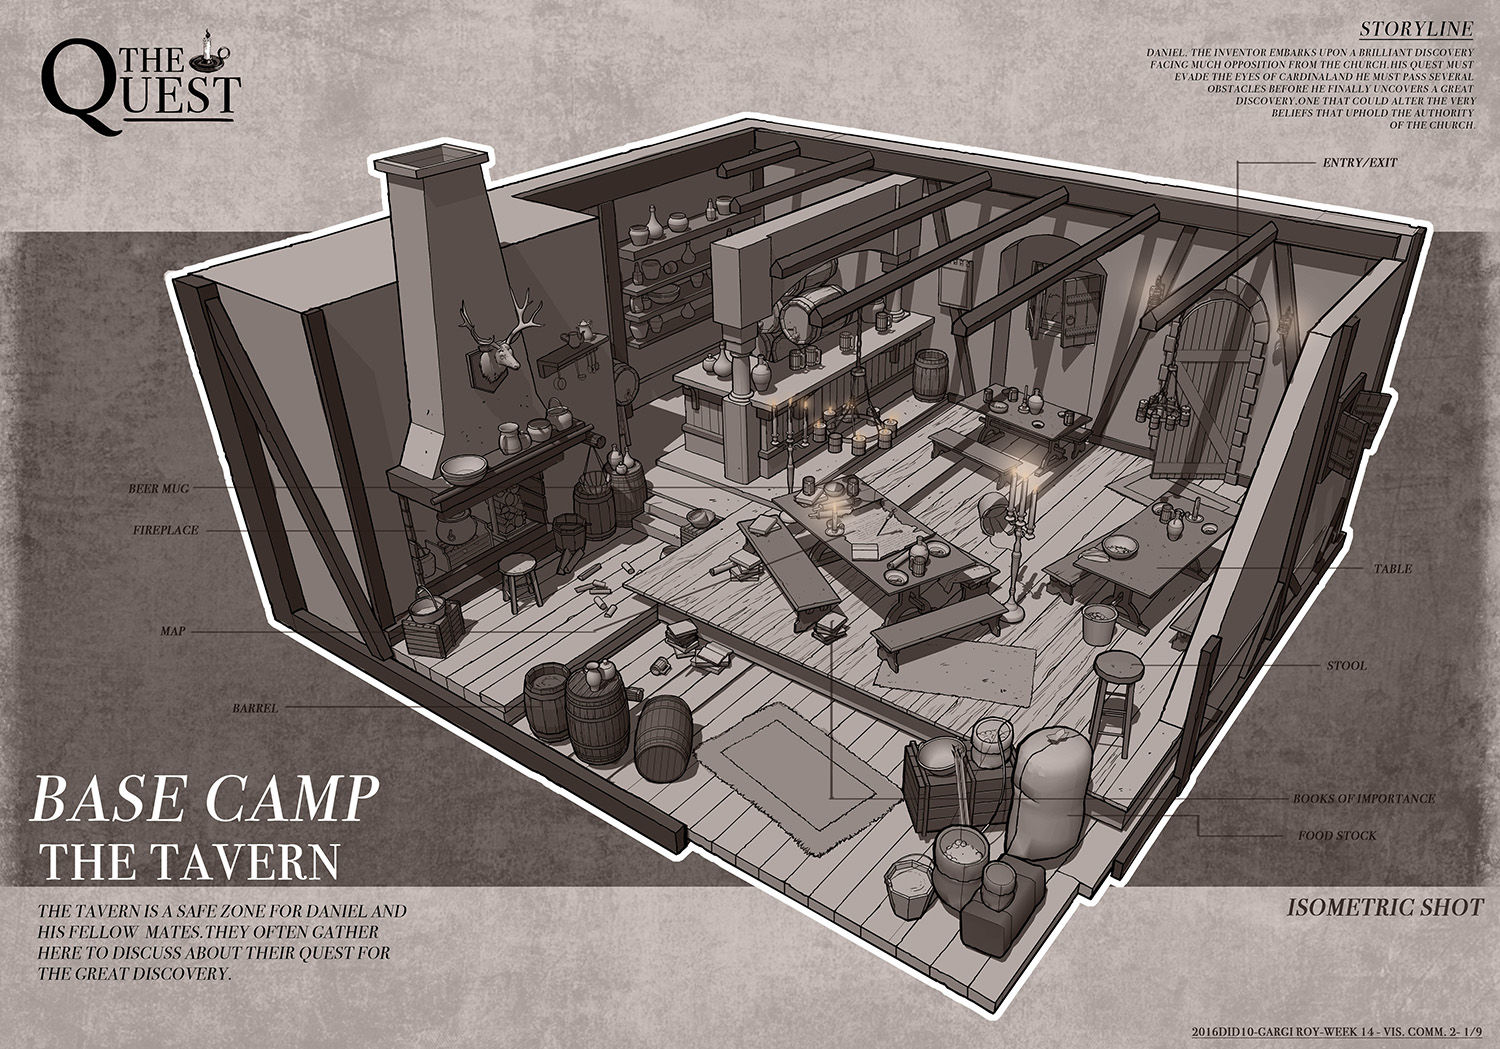 THE
QUEST
STORYLINE
DANIEL. THE INVENTOR EMBARKS UPON A BRILLIANT DISCOVERY
FACING MUCH OPPOSITION FROM THE CHURCH.HIS QUEST MUST
EVADE THE EYES OF CARDINALAND HE MUST PASS SEVERAL
OBSTACLES BEFORE HE FINALLY UNCOVERS A GREAT
DISCOVERY.ONE THAT COULD ALTER THE VERY
BELIEFS THAT UPHOLD THE AUTHORITY
OF THE CHURCH.
ENTRY/EXIT
BEER MUG
FIREPLACE
TABLE
MAP
STOOL
BARREL
BOOKS OF IMPORTANCE
FOOD STOCK
BASE CAMP
THE TAVERN
THE TAVERN IS A SAFE ZONE FOR DANIEL AND
HIS FELLOW MATES.THEY OFTEN GATHER
HERE TO DISCUSS ABOUT THEIR QUEST FOR
THE GREAT DISCOVERY.
ISOMETRIC SHOT
2016DID10-GARGI ROY-WEEK 14 - VIS. COMM. 2- 1/9